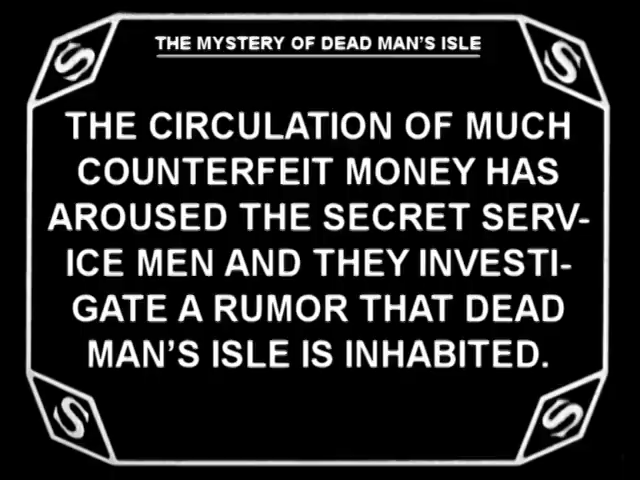 THE MYSTERY OF DEAD MAN'S ISLE
THE CIRCULATION OF MUCH
COUNTERFEIT MONEY HAS
AROUSED THE SECRET SERV-
ICE MEN AND THEY INVESTI-
GATE A RUMOR THAT DEAD
MAN'S ISLE IS INHABITED.
S
S
S
S